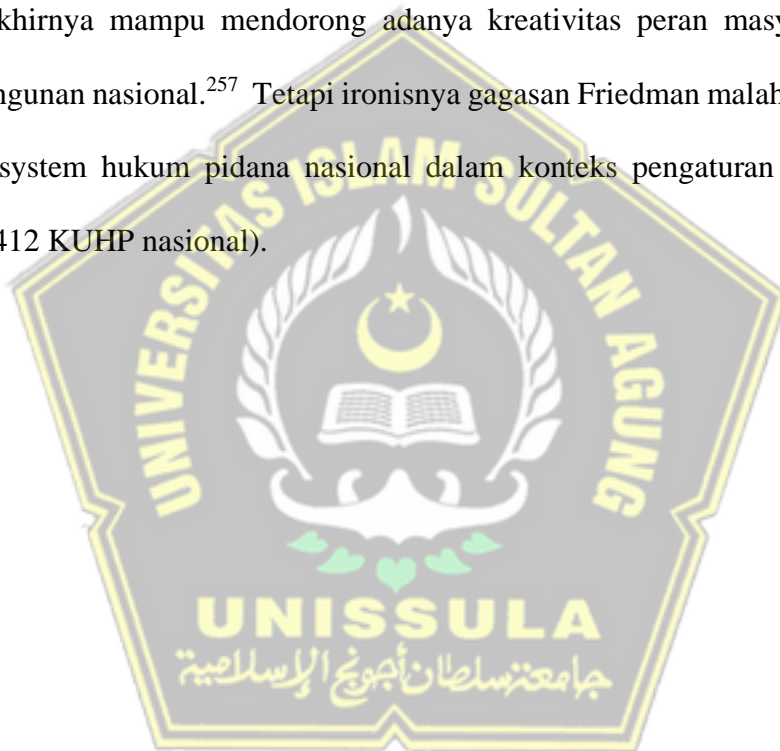 khirnya mampu mendorong adanya kreativitas peran masy
ngunan nasional.257 Tetapi ironisnya gagasan Friedman malah
system hukum pidana nasional dalam konteks pengaturan
412 KUHP nasional).
UNIVERSITAS ISLAM SULTAN AGUNG
UNISSULA
جامعة سلطان أجونج الإسلامية